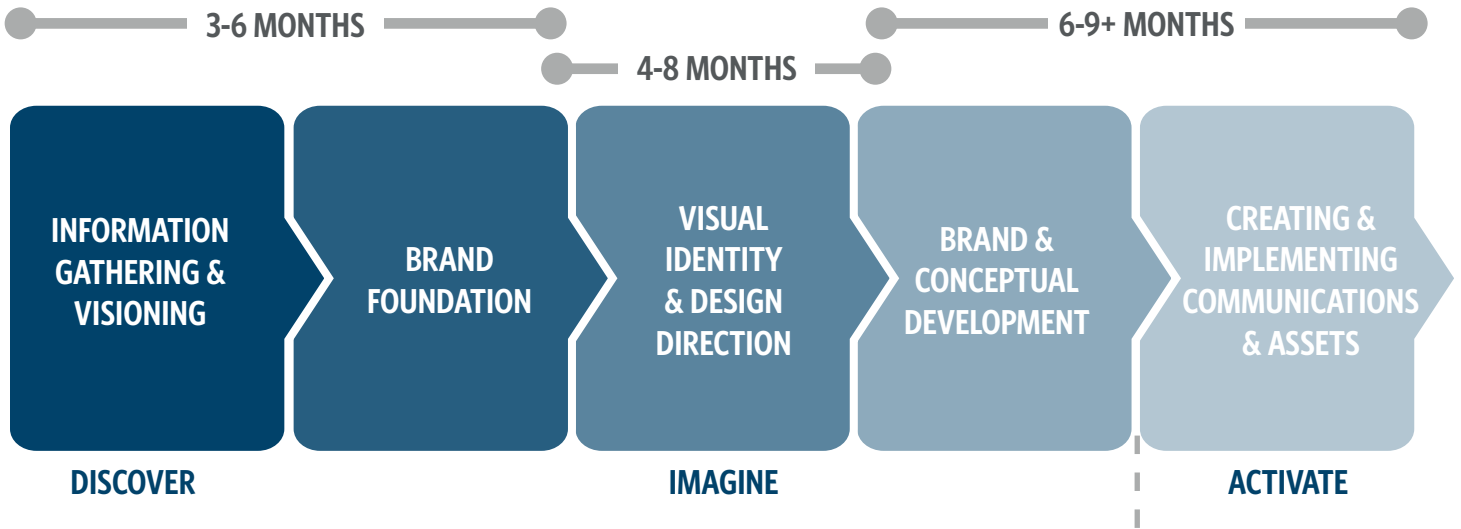 3-6 MONTHS
6-9+ MONTHS
4-8 MONTHS
INFORMATION
GATHERING &
VISIONING
BRAND
FOUNDATION
VISUAL
IDENTITY
& DESIGN
DIRECTION
BRAND &
CONCEPTUAL
DEVELOPMENT
CREATING &
IMPLEMENTING
COMMUNICATIONS
& ASSETS
DISCOVER
IMAGINE
ACTIVATE